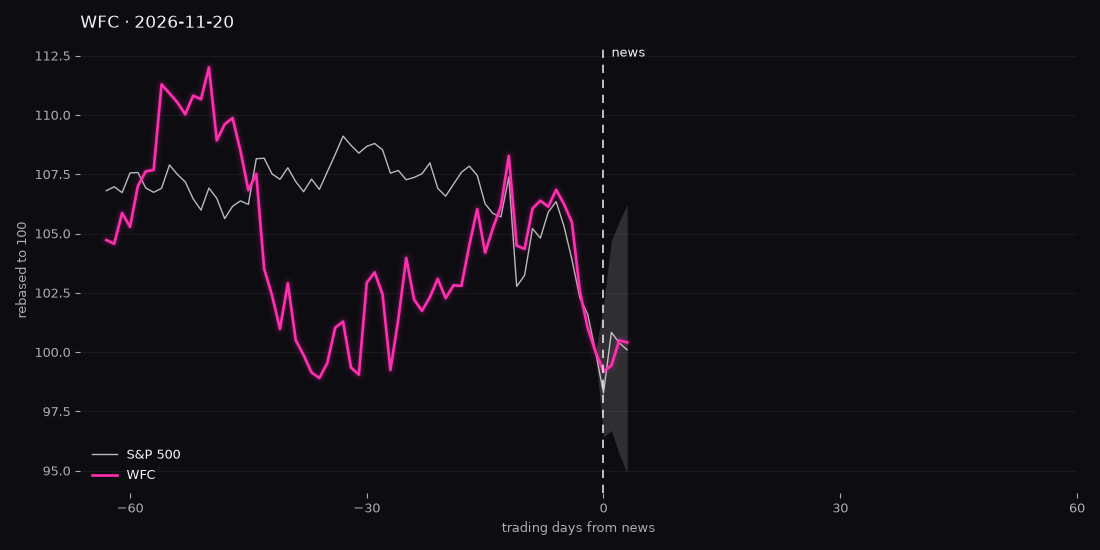 WFC · 2026-11-20
news
112.5
110.0
107.5
105.0
102.5
100.0
97.5
95.0
rebased to 100
S&P 500
WFC
−60
−30
0
30
60
trading days from news